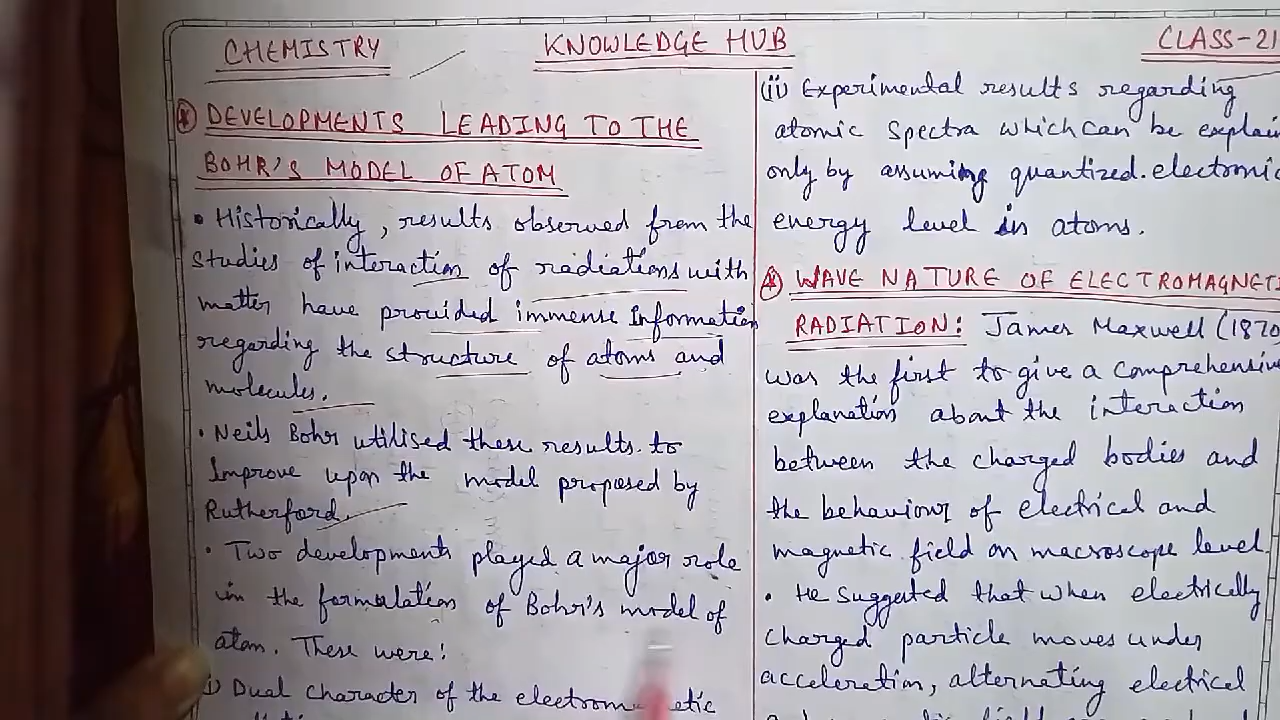 CHEMISTRY
KNOWLEDGE HUB
CLASS-21
DEVELOPMENTS LEADING TO THE
BOHR'S MODEL OF ATOM
• Historically, results observed from the
studies of interaction of radiations with
matter have provided immense Information
regarding the structure of atoms and
molecules.
• Neils Bohr utilised these results to
Improve upon the model proposed by
Rutherford.
• Two developments played a major role
in the formulation of Bohr's model of
atom. These were:
i) Dual character of the electrom netic
(ii) Experimental results regarding
atomic Spectra which can be explai
only by assuming quantized electronic
energy level in atoms.
WAVE NATURE OF ELECTROMAGNETI
RADIATION: James Maxwell (1870
was the first to give a comprehensive
explanation about the interaction
between the charged bodies and
the behaviour of electrical and
magnetic field on macroscope level.
• He suggested that when electrically
charged particle moves under
acceleration, alternating electrical